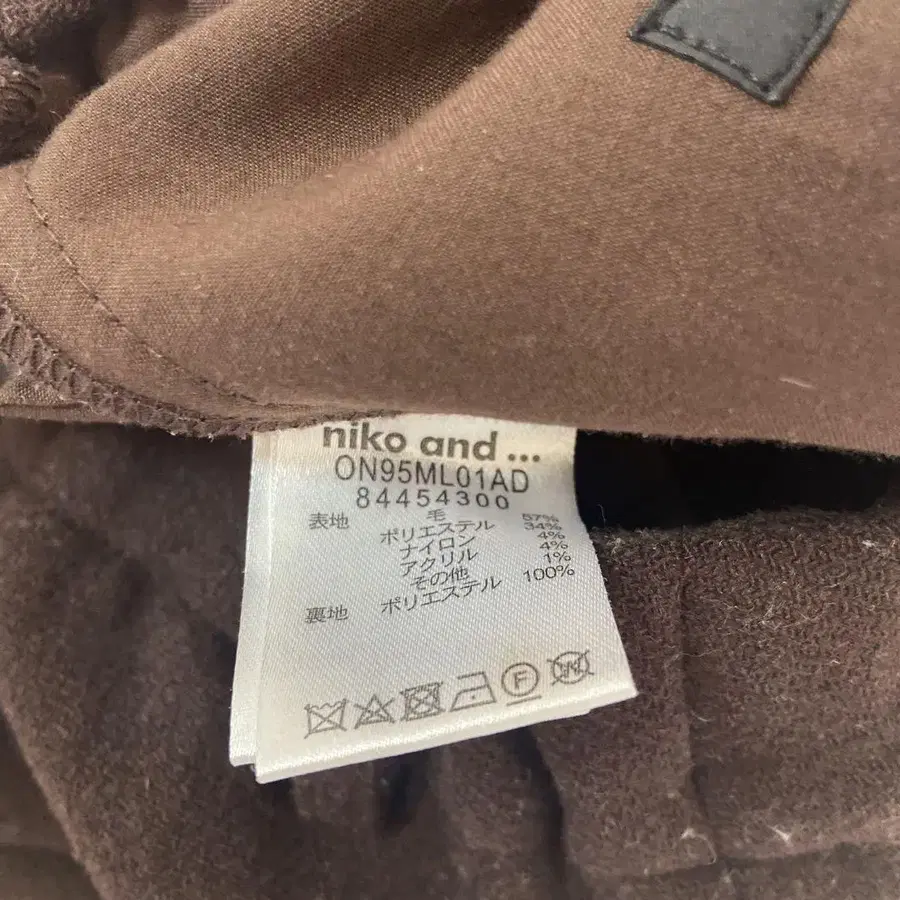 niko and ...
ON95ML01AD
84454300
表地 毛 57%
ポリエステル 34%
ナイロン 4%
アクリル 4%
その他 1%
裏地 ポリエステル 100%
F W